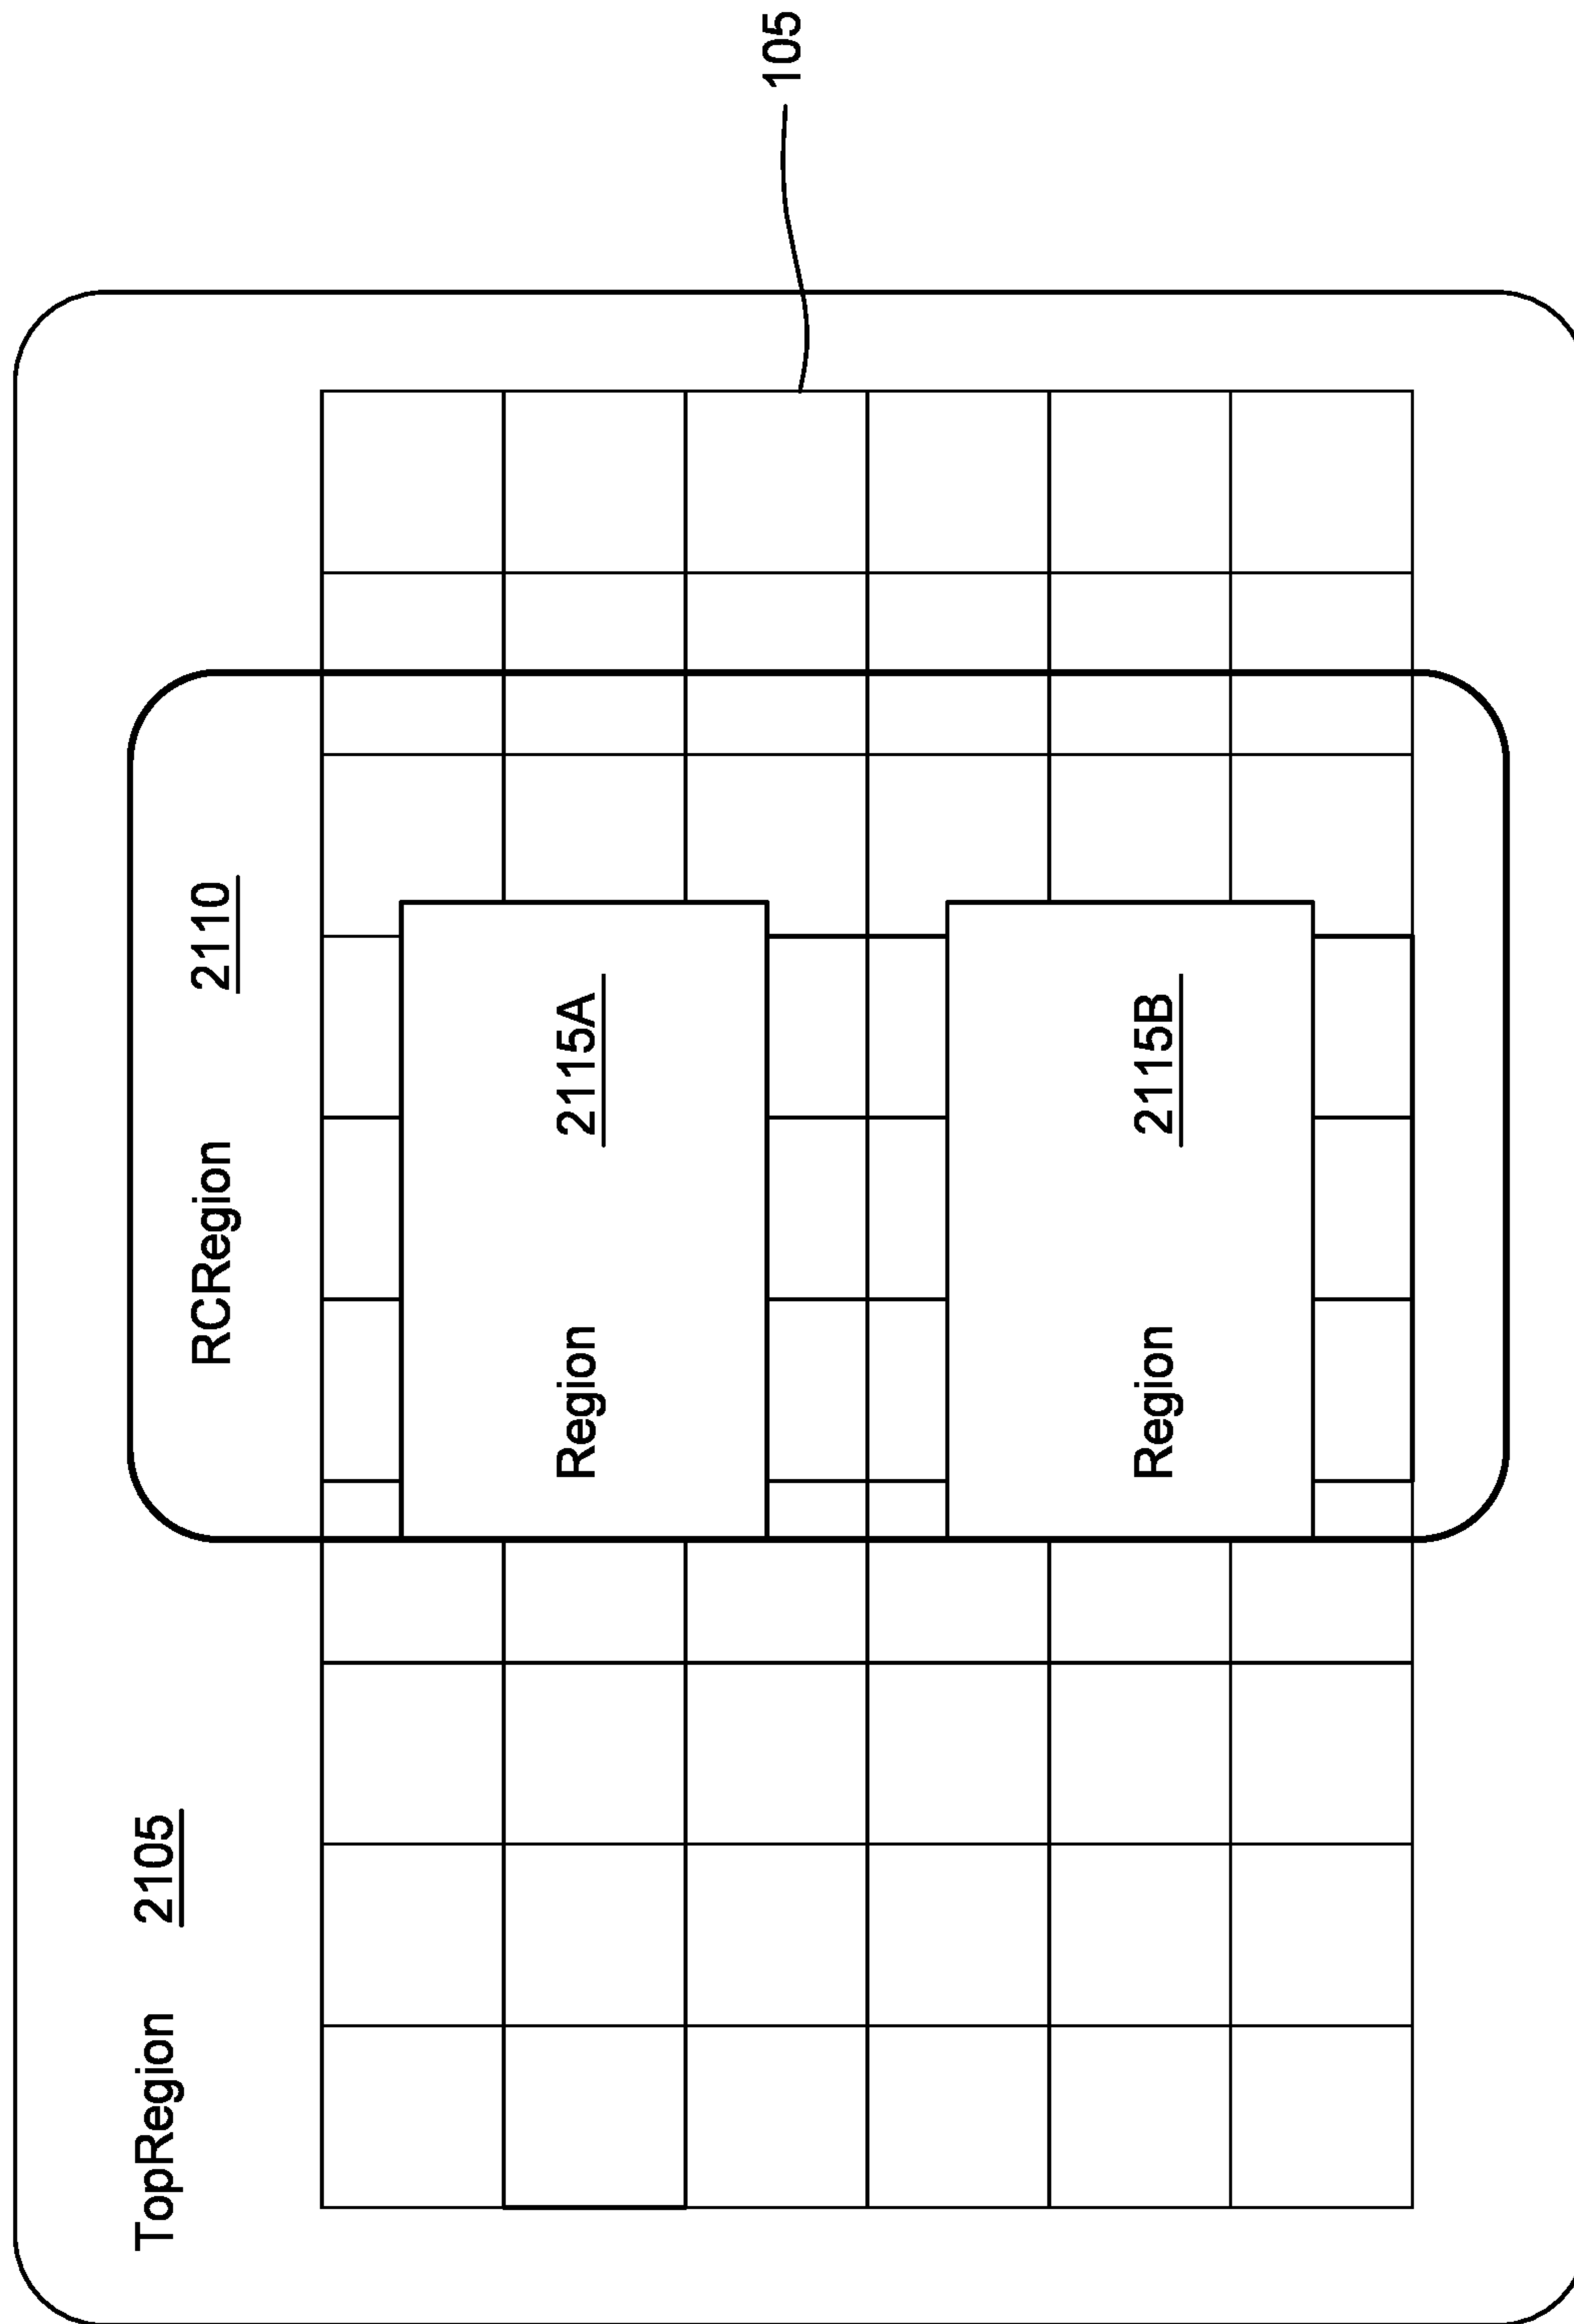 TopRegion 2105
RCRegion 2110
Region 2115A
Region 2115B
105